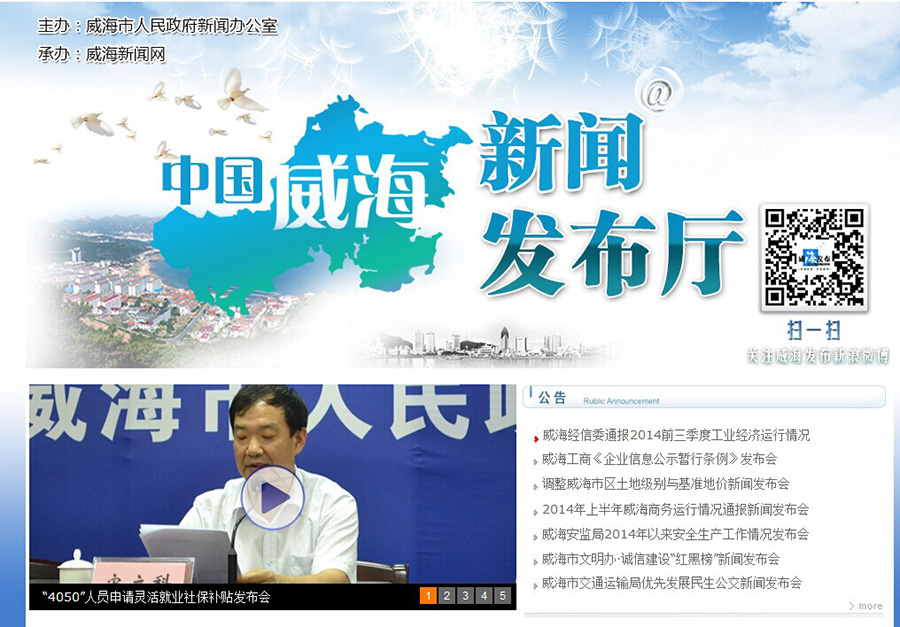 主办：威海市人民政府新闻办公室
承办：威海新闻网
@
中国威海
新闻
发布厅
威海发布
扫一扫
关注威海发布新浪微博
威海市人民政
“4050”人员申请灵活就业社保补贴发布会
1 2 3 4 5
公告 Rublic Announcement
威海经信委通报2014前三季度工业经济运行情况
威海工商《企业信息公示暂行条例》发布会
调整威海市区土地级别与基准地价新闻发布会
2014年上半年威海商务运行情况通报新闻发布会
威海安监局2014年以来安全生产工作情况发布会
威海市文明办·诚信建设“红黑榜”新闻发布会
威海市交通运输局优先发展民生公交新闻发布会
> more